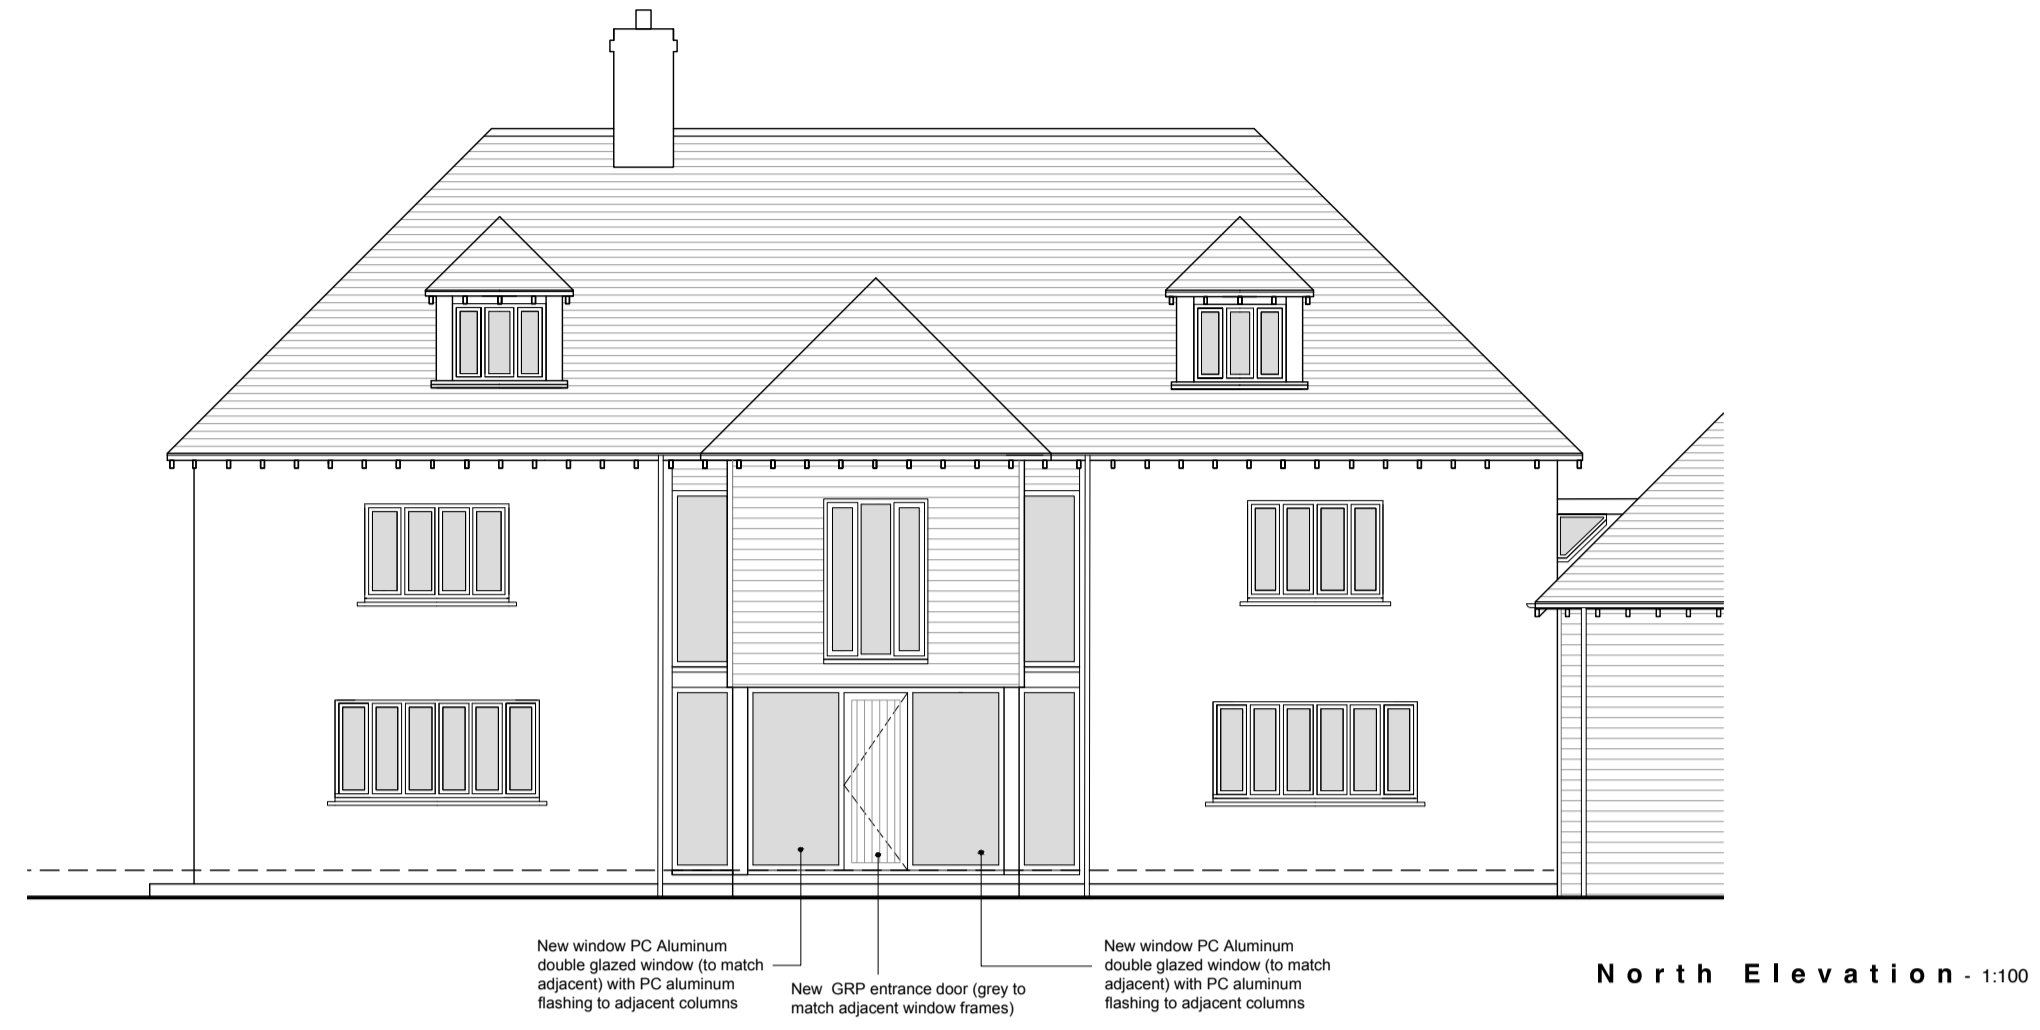 New window PC Aluminum
double glazed window (to match
adjacent) with PC aluminum
flashing to adjacent columns
New GRP entrance door (grey to
match adjacent window frames)
New window PC Aluminum
double glazed window (to match
adjacent) with PC aluminum
flashing to adjacent columns
North Elevation - 1:100